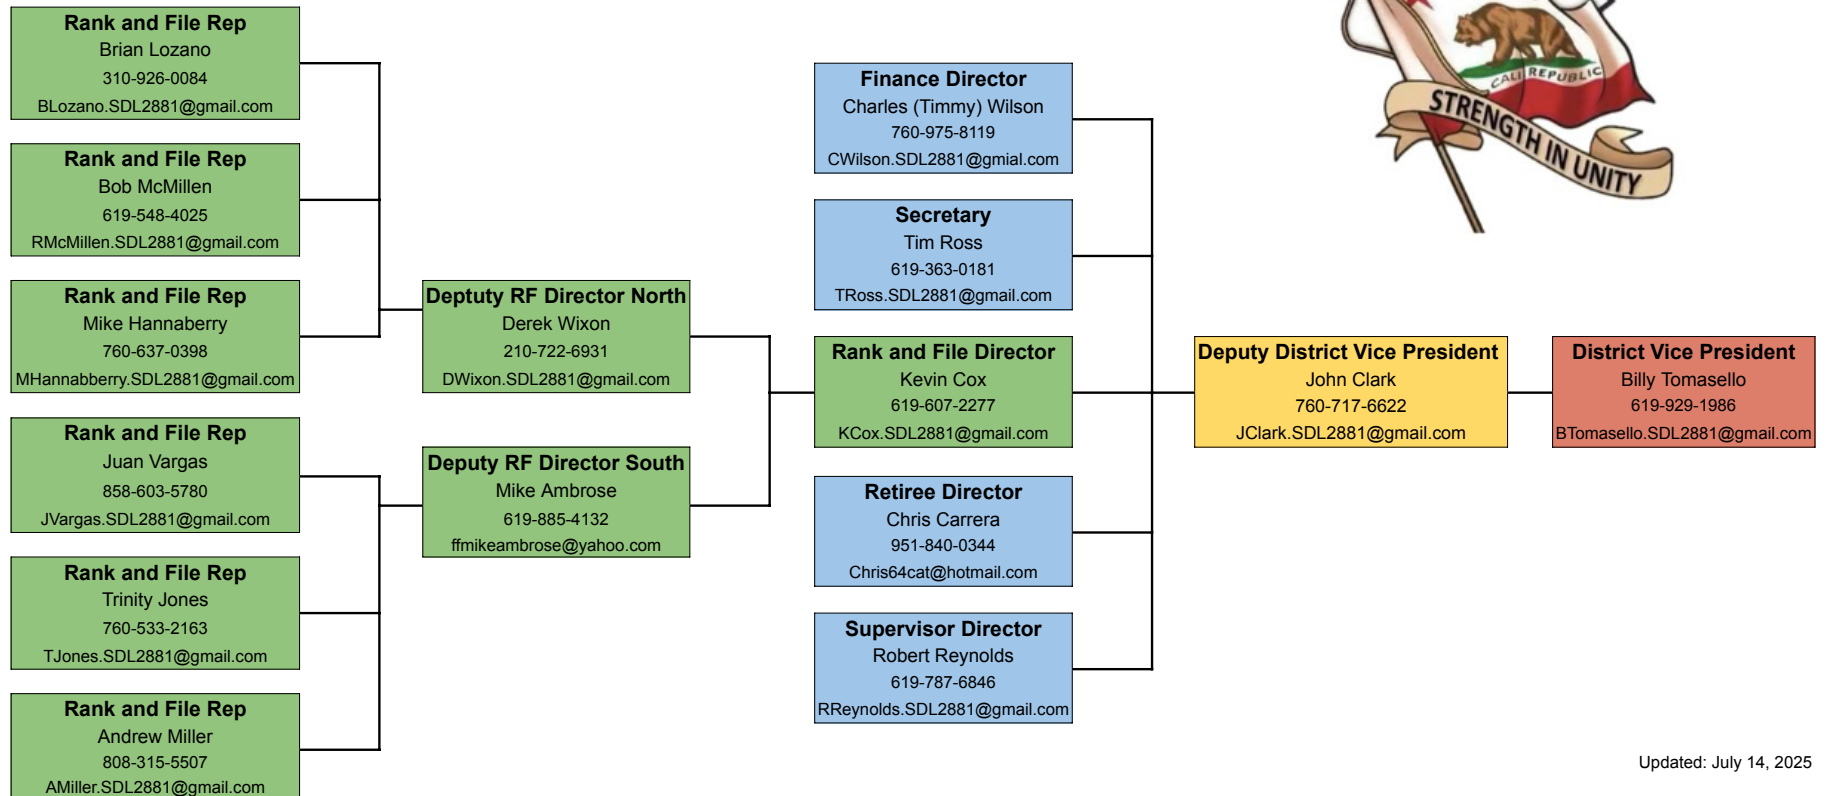 Rank and File Rep
Brian Lozano
310-926-0084
BLozano.SDL2881@gmail.com
Rank and File Rep
Bob McMillen
619-548-4025
RMcMillen.SDL2881@gmail.com
Rank and File Rep
Mike Hannaberry
760-637-0398
MHannabberry.SDL2881@gmail.com
Rank and File Rep
Juan Vargas
858-603-5780
JVargas.SDL2881@gmail.com
Rank and File Rep
Trinity Jones
760-533-2163
TJones.SDL2881@gmail.com
Rank and File Rep
Andrew Miller
808-315-5507
AMiller.SDL2881@gmail.com
Deptuty RF Director North
Derek Wixon
210-722-6931
DWixon.SDL2881@gmail.com
Deputy RF Director South
Mike Ambrose
619-885-4132
ffmikeambrose@yahoo.com
Finance Director
Charles (Timmy) Wilson
760-975-8119
CWilson.SDL2881@gmial.com
Secretary
Tim Ross
619-363-0181
TRoss.SDL2881@gmail.com
Rank and File Director
Kevin Cox
619-607-2277
KCox.SDL2881@gmail.com
Retiree Director
Chris Carrera
951-840-0344
Chris64cat@hotmail.com
Supervisor Director
Robert Reynolds
619-787-6846
RReynolds.SDL2881@gmail.com
Deputy District Vice President
John Clark
760-717-6622
JClark.SDL2881@gmail.com
District Vice President
Billy Tomasello
619-929-1986
BTomasello.SDL2881@gmail.com
CALI REPUBLIC
STRENGTH IN UNITY
Updated: July 14, 2025